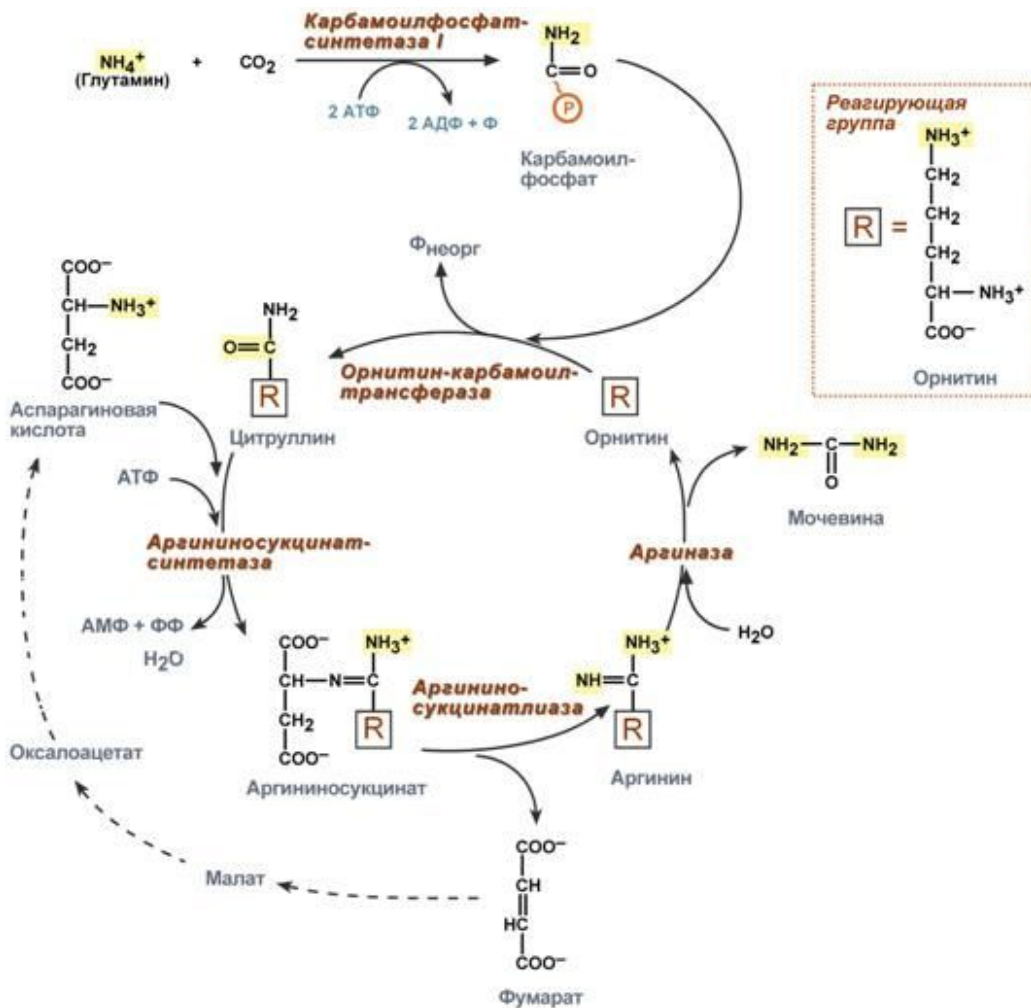 Карбамоилфосфат-
синтетаза I
NH₄⁺ + CO₂
(Глутамин)
2 АТФ
2 АДФ + Ф
NH₂
C=O
P
Карбамоил-
фосфат
Реагирующая
группа
NH₃⁺
CH₂
CH₂
CH₂
CH—NH₃⁺
COO⁻
R =
Орнитин
Фнеорг
COO⁻
CH—NH₃⁺
CH₂
COO⁻
Аспарагиновая
кислота
NH₂
O=C
R
Цитруллин
Орнитин-карбамоил-
трансфераза
R
Орнитин
NH₂—C—NH₂
O
Мочевина
АТФ
Аргининосукцинат-
синтетаза
АМФ + ФФ
H₂O
Аргиназа
H₂O
COO⁻
NH₃⁺
CH—N=C
CH₂
R
COO⁻
Аргининосукцинат
Аргинино-
сукцинатлиаза
NH₃⁺
NH=C
R
Аргинин
Оксалоацетат
Малат
COO⁻
CH
HC
COO⁻
Фумарат